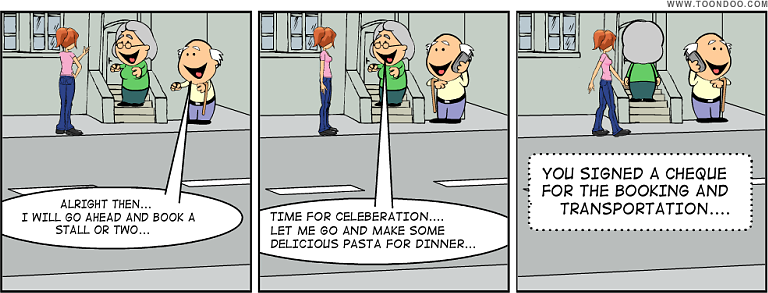 WWW.TOONDOO.COM
ALRIGHT THEN...
I WILL GO AHEAD AND BOOK A
STALL OR TWO...
TIME FOR CELEBERATION....
LET ME GO AND MAKE SOME
DELICIOUS PASTA FOR DINNER...
YOU SIGNED A CHEQUE
FOR THE BOOKING AND
TRANSPORTATION....